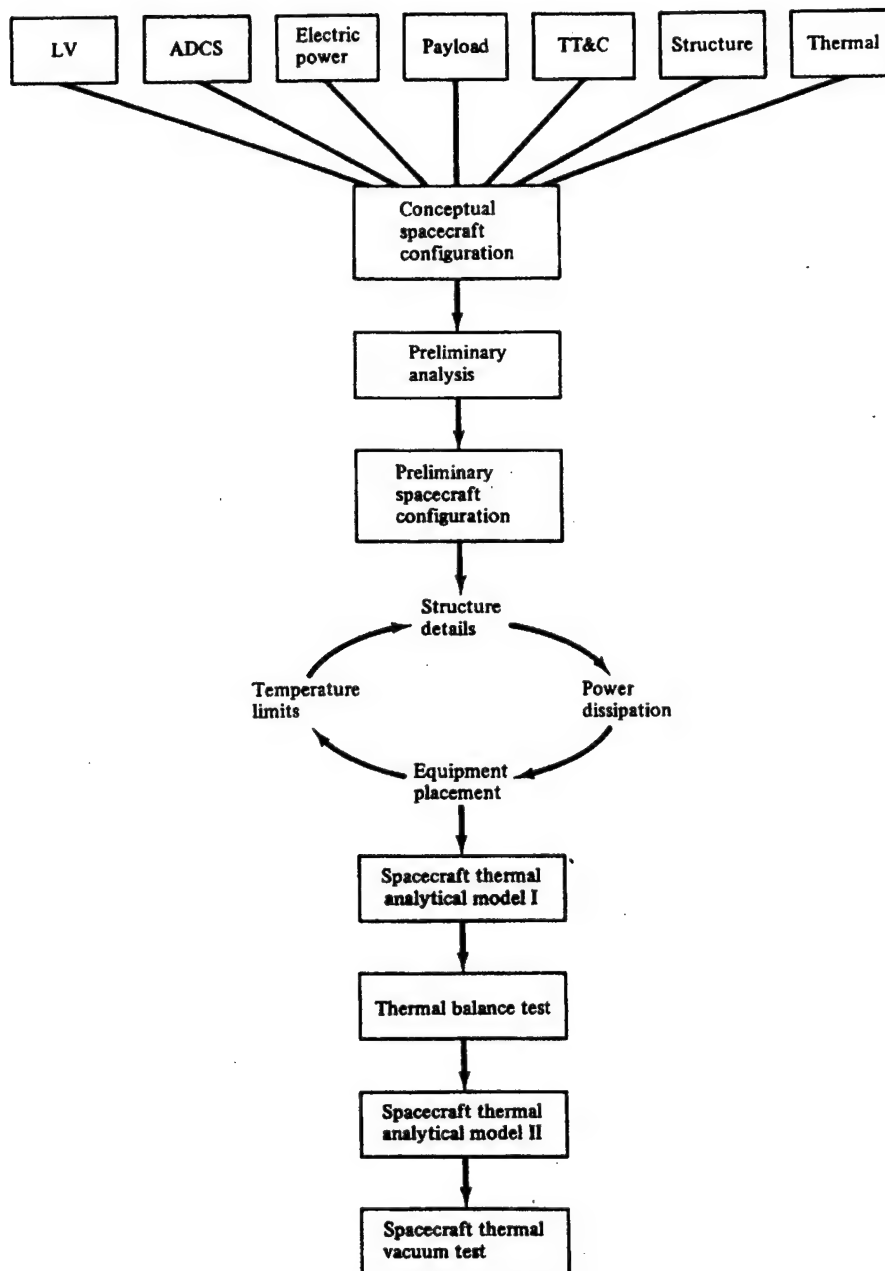 LV
ADCS
Electric
power
Payload
TT&C
Structure
Thermal
Conceptual
spacecraft
configuration
Preliminary
analysis
Preliminary
spacecraft
configuration
Structure
details
Temperature
limits
Power
dissipation
Equipment
placement
Spacecraft thermal
analytical model I
Thermal balance test
Spacecraft thermal
analytical model II
Spacecraft thermal
vacuum test